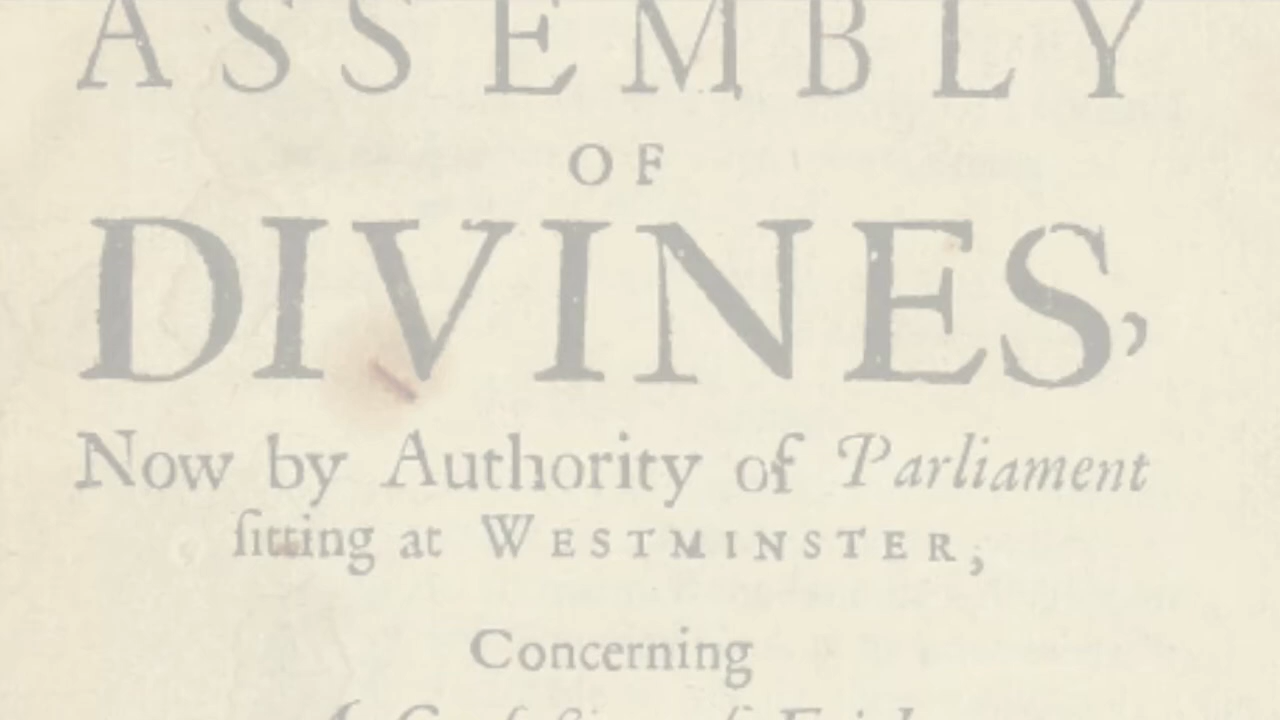 ASSEMBLY
OF
DIVINES,
Now by Authority of Parliament
ſitting at WESTMINSTER,
Concerning